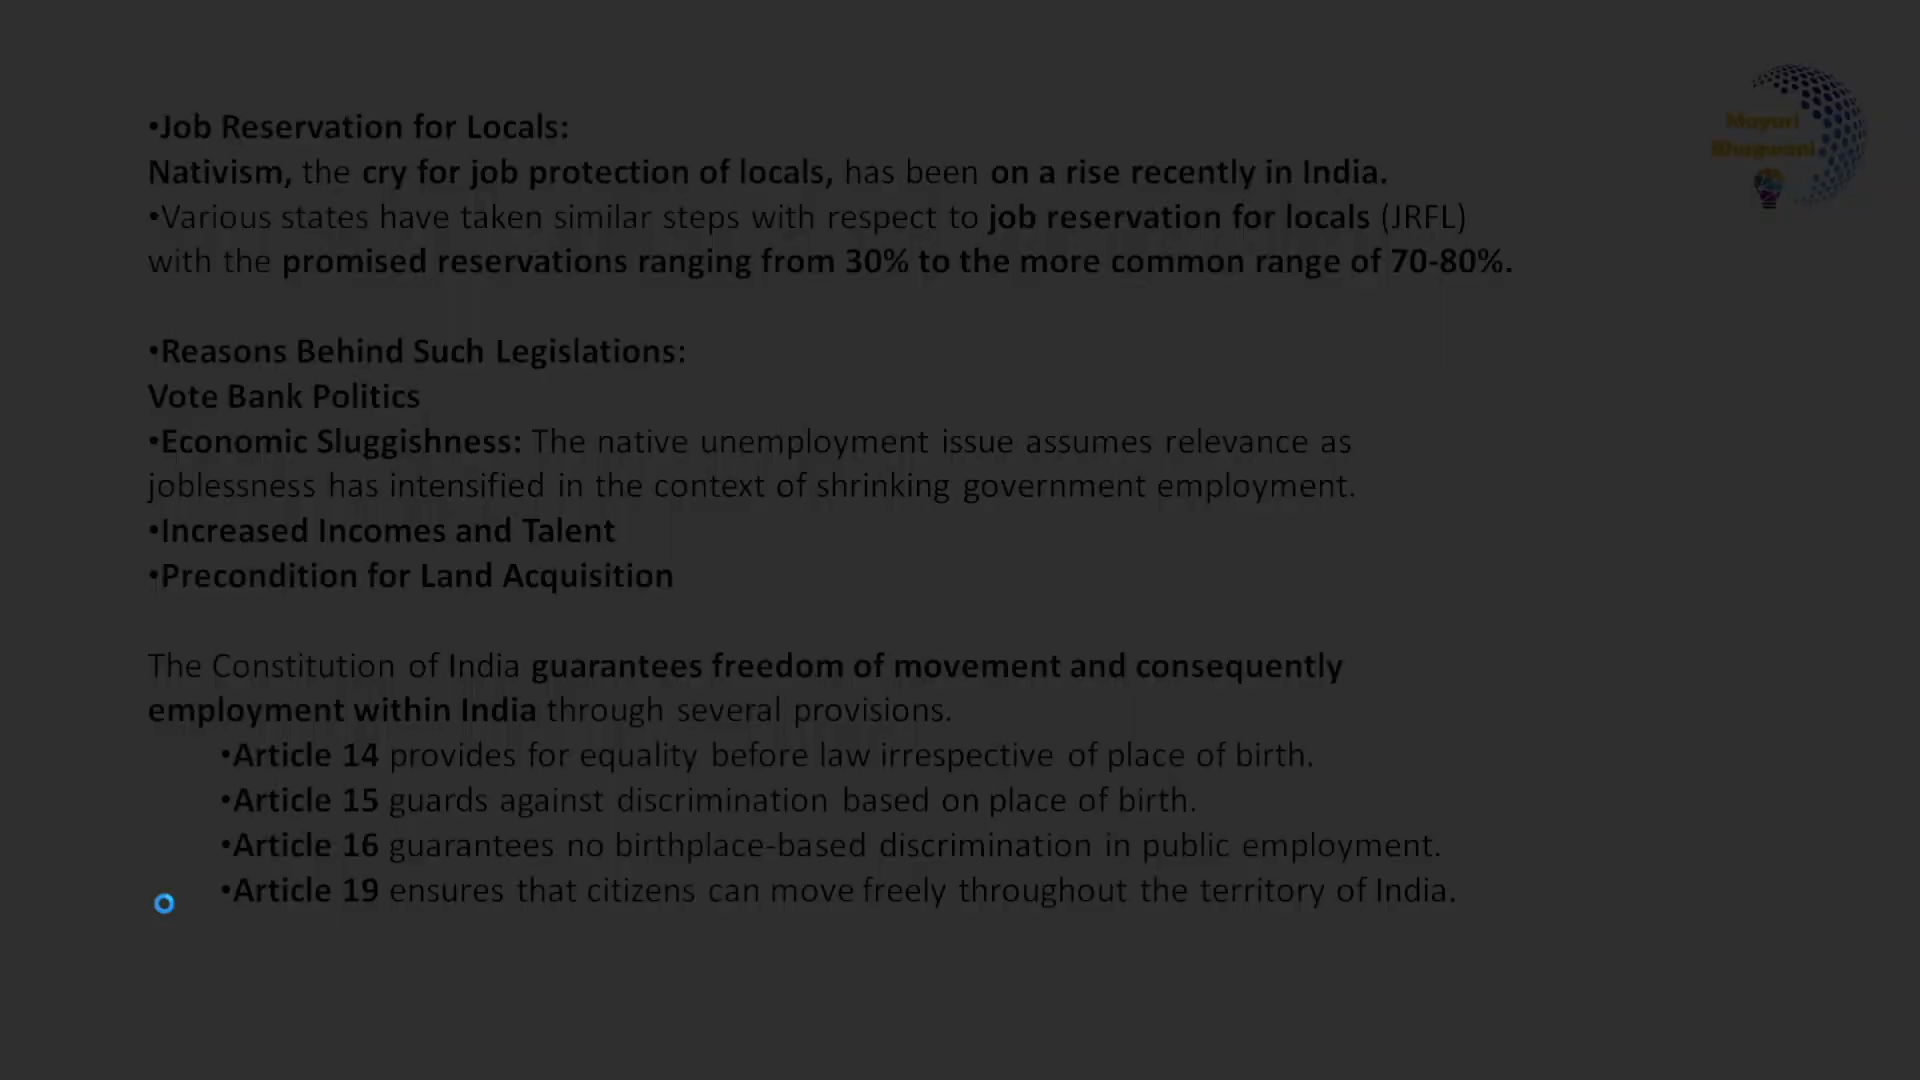 •Job Reservation for Locals:
Nativism, the cry for job protection of locals, has been on a rise recently in India.
•Various states have taken similar steps with respect to job reservation for locals (JRFL)
with the promised reservations ranging from 30% to the more common range of 70-80%.
•Reasons Behind Such Legislations:
Vote Bank Politics
•Economic Sluggishness: The native unemployment issue assumes relevance as
joblessness has intensified in the context of shrinking government employment.
•Increased Incomes and Talent
•Precondition for Land Acquisition
The Constitution of India guarantees freedom of movement and consequently
employment within India through several provisions.
•Article 14 provides for equality before law irrespective of place of birth.
•Article 15 guards against discrimination based on place of birth.
•Article 16 guarantees no birthplace-based discrimination in public employment.
•Article 19 ensures that citizens can move freely throughout the territory of India.
Mayuri